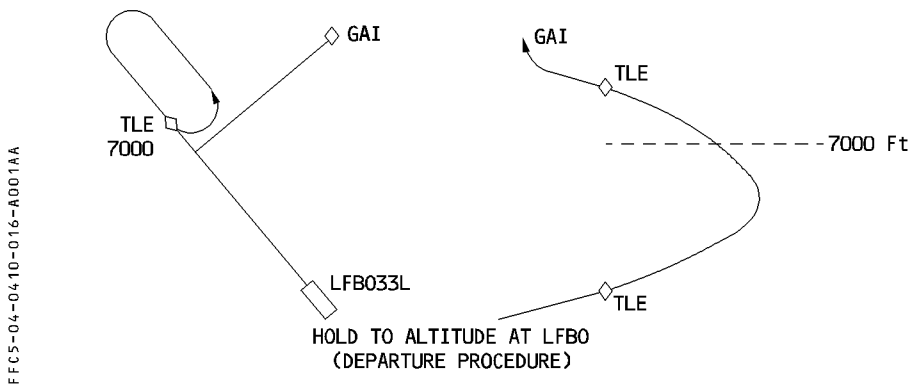 GAI
TLE
7000
LFBO33L
GAI
TLE
7000 Ft
TLE
HOLD TO ALTITUDE AT LFBO
(DEPARTURE PROCEDURE)
FFC5-04-0410-016-A001AA